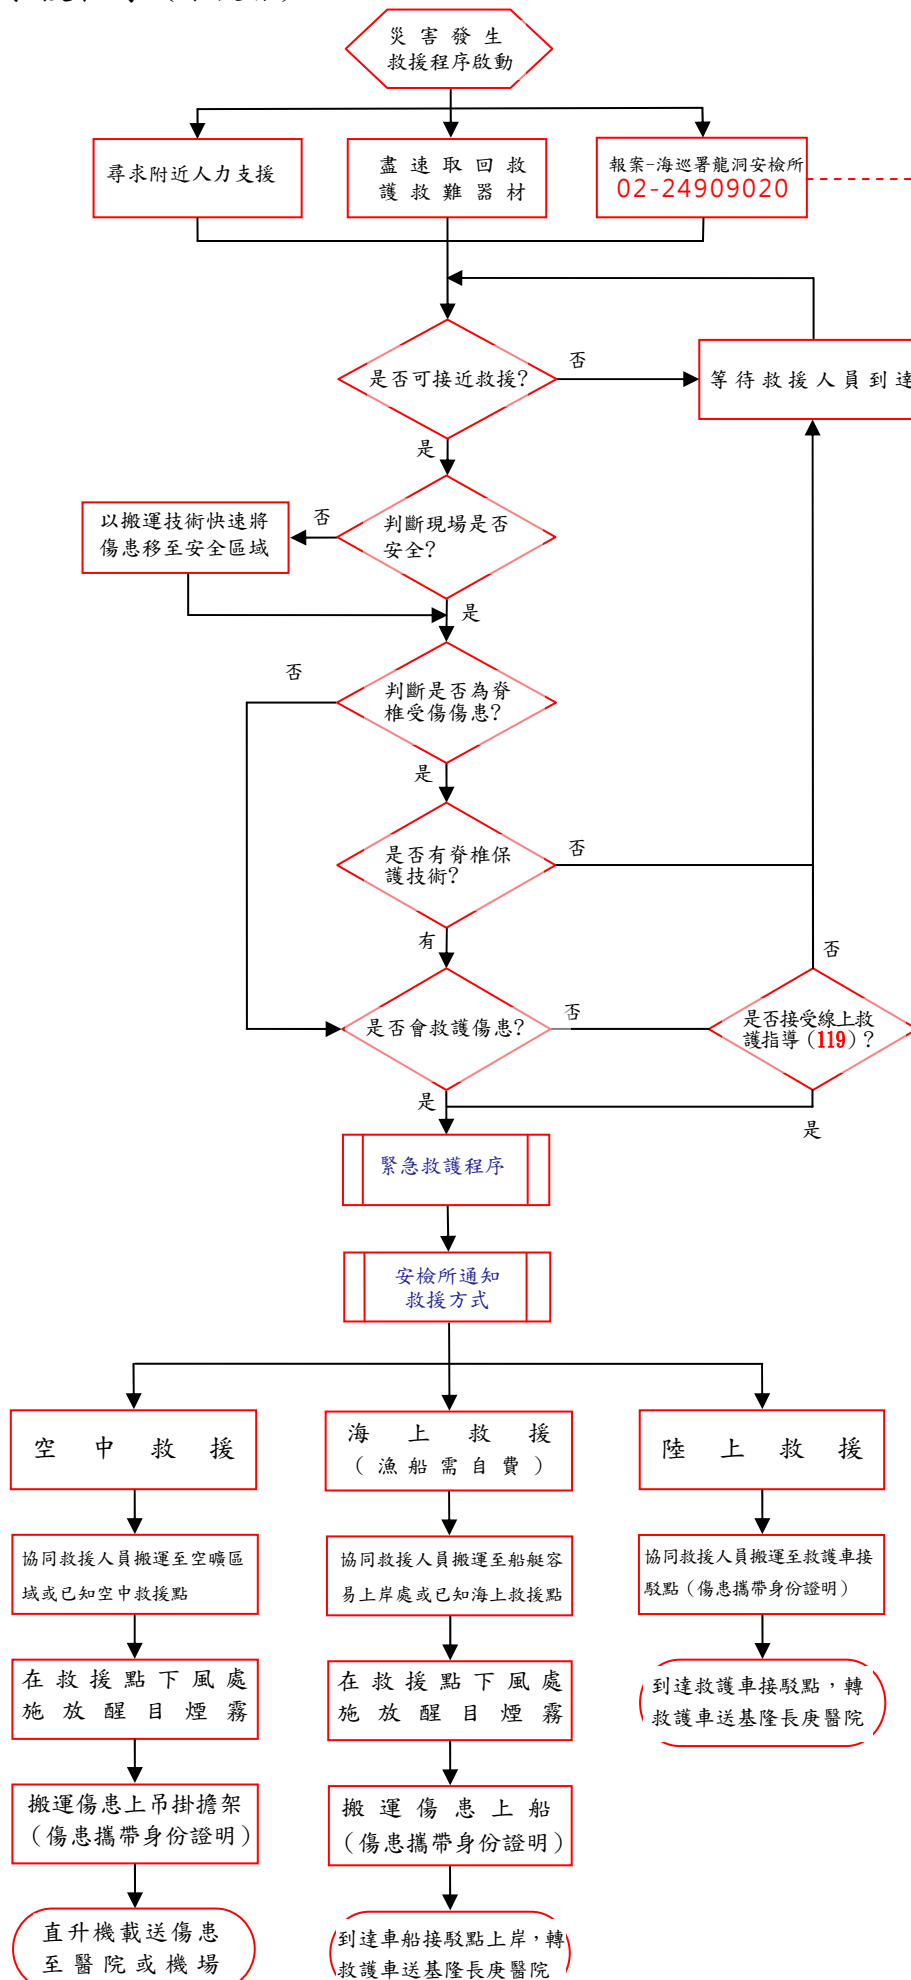 災害發生
救援程序啟動
尋求附近人力支援
盡速取回救
護救難器材
報案-海巡署龍洞安檢所
02-24909020
是否可接近救援?
否
等待救援人員到達
是
以搬運技術快速將
傷患移至安全區域
否
判斷現場是否
安全?
是
否
判斷是否為脊
椎受傷傷患?
是
是否有脊椎保
護技術?
否
有
否
是否會救護傷患?
否
是否接受線上救
護指導(119)?
是
是
緊急救護程序
安檢所通知
救援方式
空中救援
海上救援
(漁船需自費)
陸上救援
協同救援人員搬運至空曠區
域或已知空中救援點
協同救援人員搬運至船艇容
易上岸處或已知海上救援點
協同救援人員搬運至救護車接
駁點(傷患攜帶身份證明)
在救援點下風處
施放醒目煙霧
在救援點下風處
施放醒目煙霧
到達救護車接駁點,轉
救護車送基隆長庚醫院
搬運傷患上吊掛擔架
(傷患攜帶身份證明)
搬運傷患上船
(傷患攜帶身份證明)
直升機載送傷患
至醫院或機場
到達車船接駁點上岸,轉
救護車送基隆長庚醫院